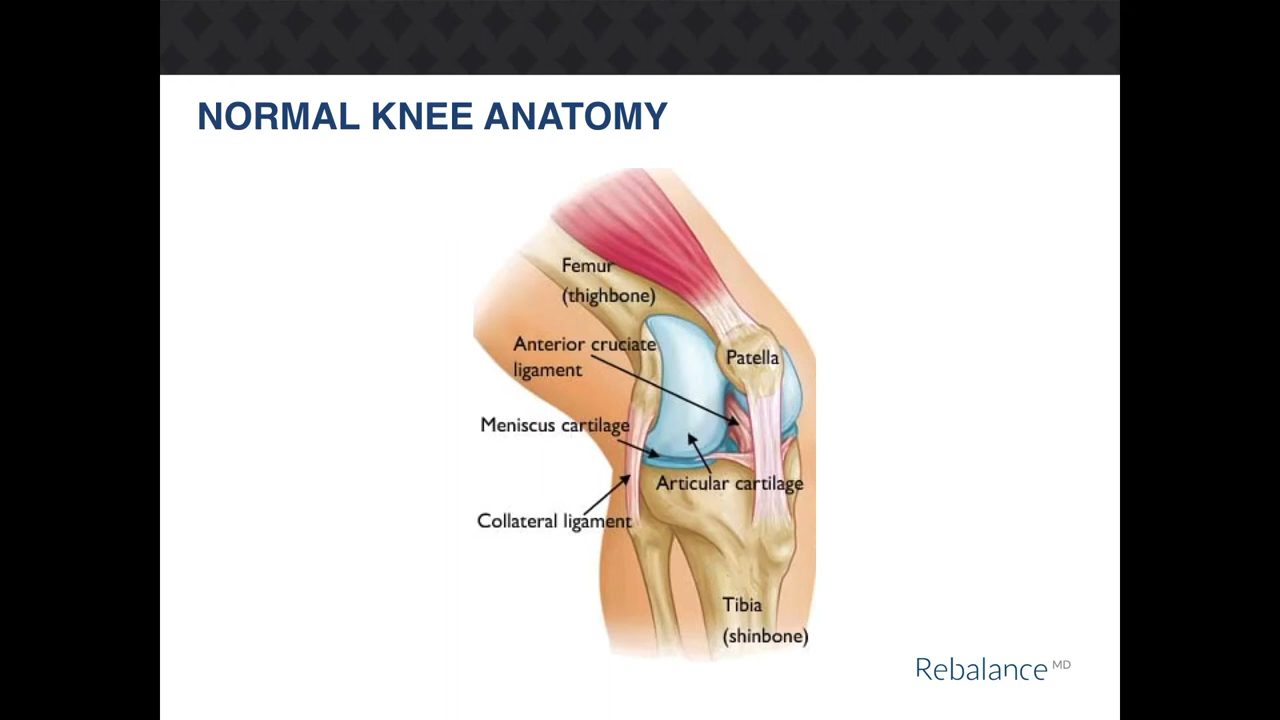 NORMAL KNEE ANATOMY
Femur
(thighbone)
Anterior cruciate
ligament
Patella
Meniscus cartilage
Articular cartilage
Collateral ligament
Tibia
(shinbone)
Rebalance MD